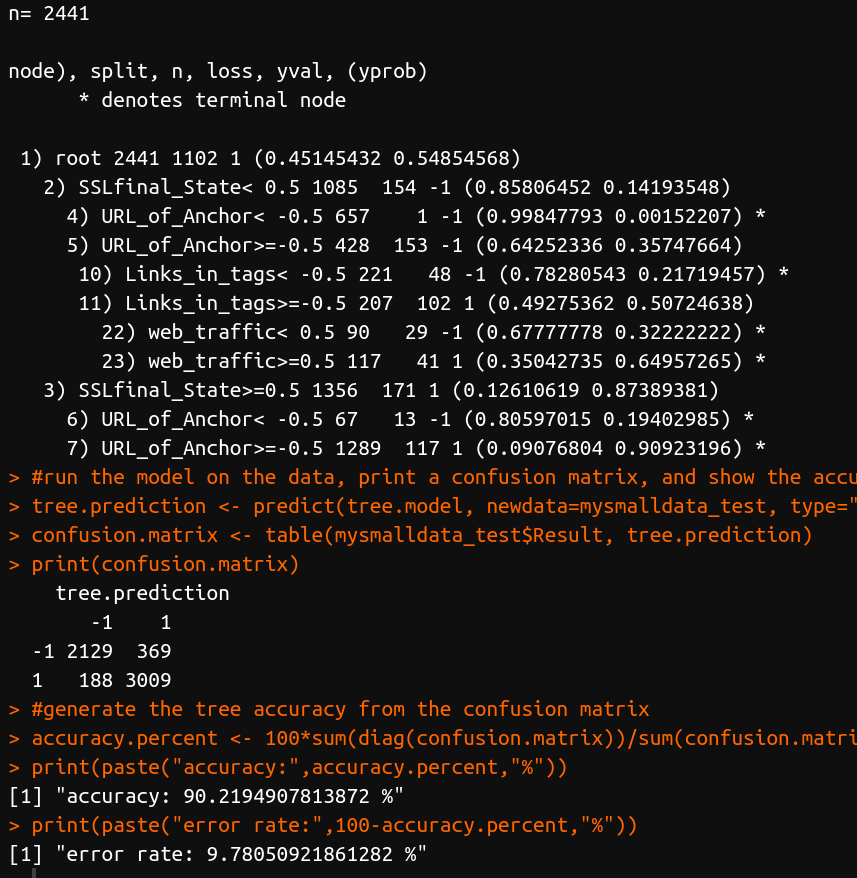 n= 2441
node), split, n, loss, yval, (yprob)
* denotes terminal node
1) root 2441 1102 1 (0.45145432 0.54854568)
2) SSLfinal_State< 0.5 1085 154 -1 (0.85806452 0.14193548)
4) URL_of_Anchor< -0.5 657 1 -1 (0.99847793 0.00152207) *
5) URL_of_Anchor>=-0.5 428 153 -1 (0.64252336 0.35747664)
10) Links_in_tags< -0.5 221 48 -1 (0.78280543 0.21719457) *
11) Links_in_tags>=-0.5 207 102 1 (0.49275362 0.50724638)
22) web_traffic< 0.5 90 29 -1 (0.67777778 0.32222222) *
23) web_traffic>=0.5 117 41 1 (0.35042735 0.64957265) *
3) SSLfinal_State>=0.5 1356 171 1 (0.12610619 0.87389381)
6) URL_of_Anchor< -0.5 67 13 -1 (0.80597015 0.19402985) *
7) URL_of_Anchor>=-0.5 1289 117 1 (0.09076804 0.90923196) *
> #run the model on the data, print a confusion matrix, and show the accu
> tree.prediction <- predict(tree.model, newdata=mysmalldata_test, type="
> confusion.matrix <- table(mysmalldata_test$Result, tree.prediction)
> print(confusion.matrix)
tree.prediction
-1 1
-1 2129 369
1 188 3009
> #generate the tree accuracy from the confusion matrix
> accuracy.percent <- 100*sum(diag(confusion.matrix))/sum(confusion.matri
> print(paste("accuracy:",accuracy.percent,"%"))
[1] "accuracy: 90.2194907813872 %"
> print(paste("error rate:",100-accuracy.percent,"%"))
[1] "error rate: 9.78050921861282 %"